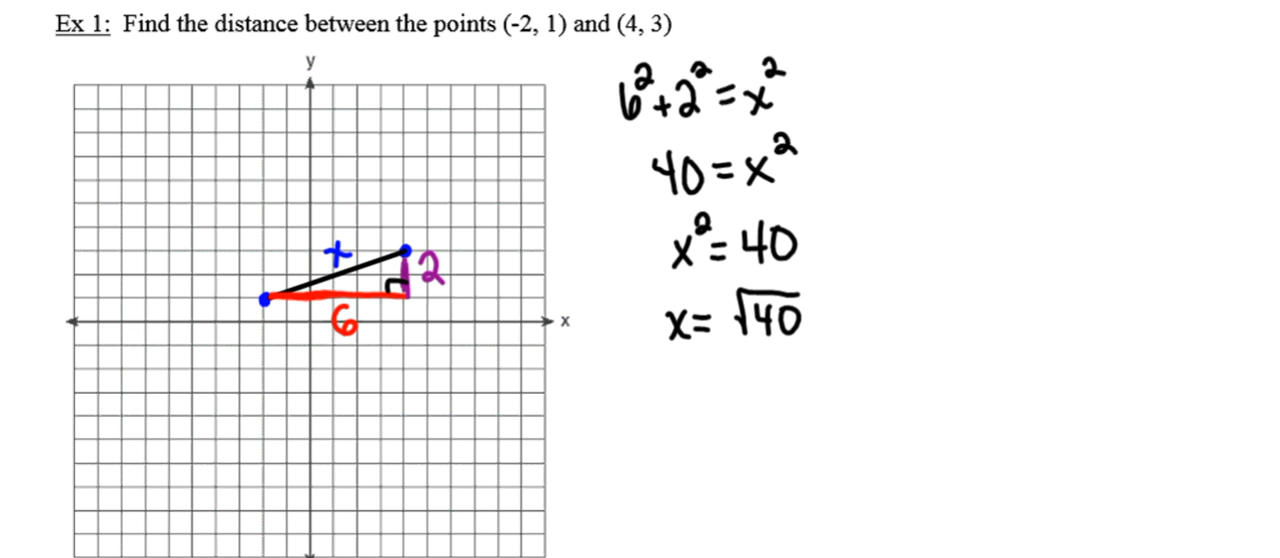 Ex 1: Find the distance between the points (-2, 1) and (4, 3)
y
6² + 2² = x²
40 = x²
x² = 40
x = √40
x
2
6
x